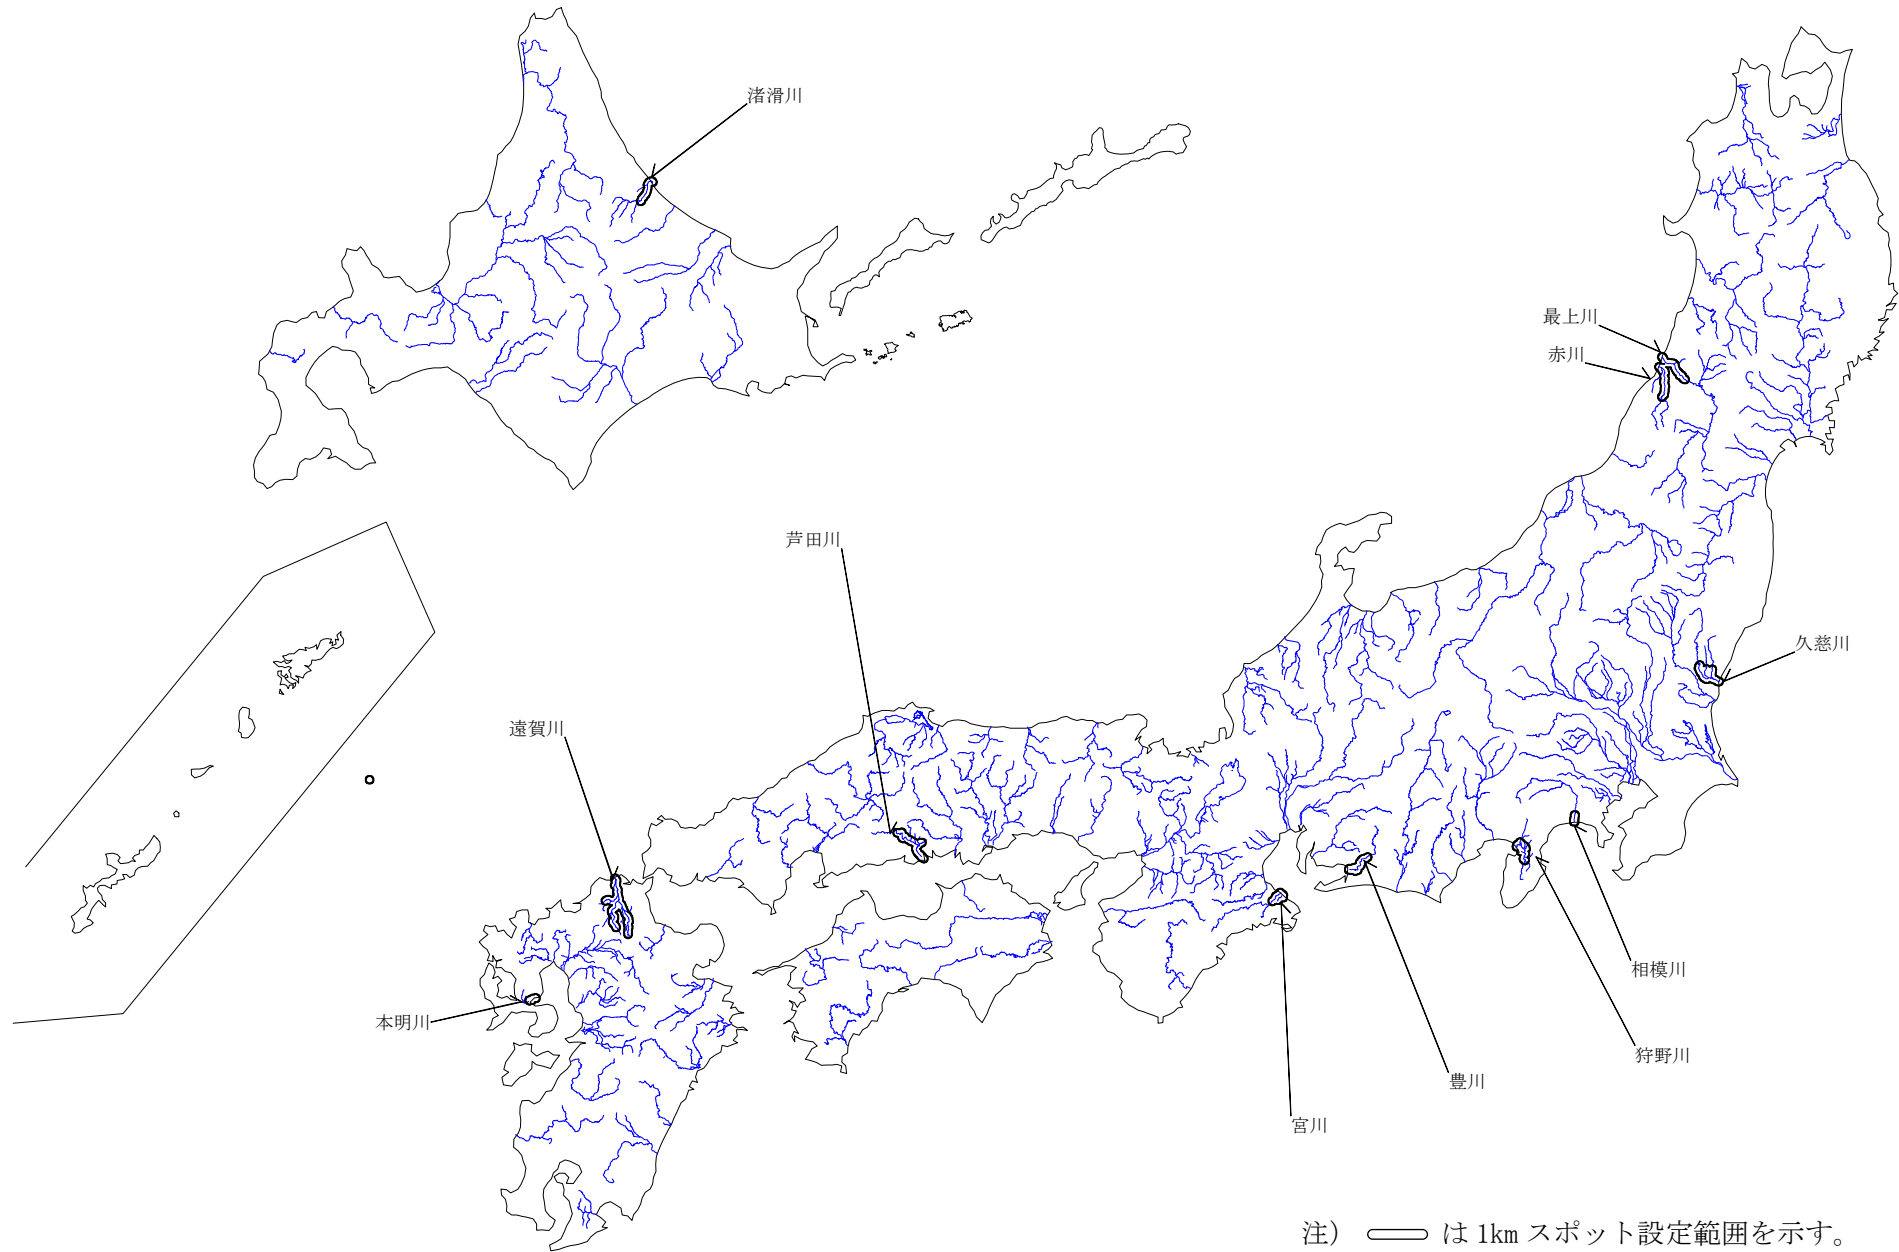 渚滑川
最上川
赤川
芦田川
久慈川
遠賀川
相模川
本明川
狩野川
豊川
宮川
注） は 1km スポット設定範囲を示す。